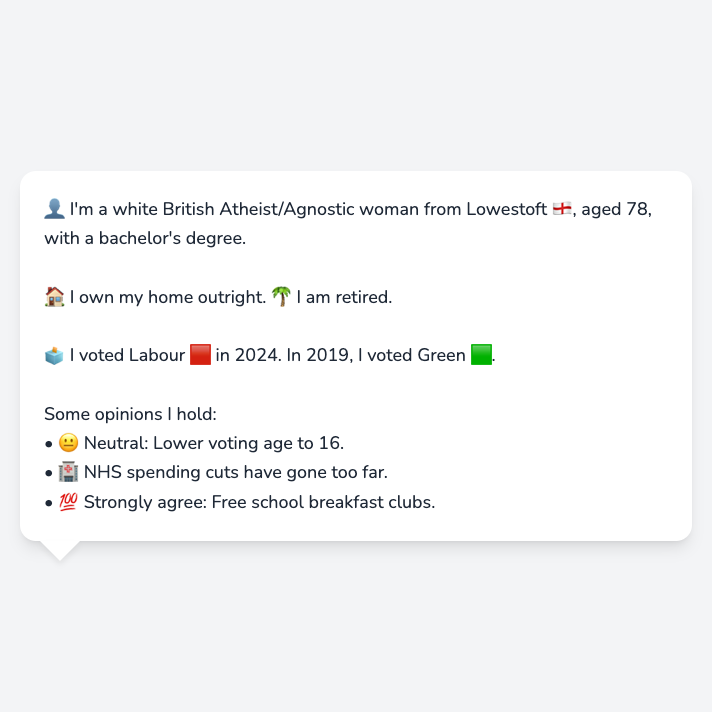 👤 I'm a white British Atheist/Agnostic woman from Lowestoft 🏴󠁧󠁢󠁥󠁮󠁧󠁿, aged 78,
with a bachelor's degree.
🏠 I own my home outright. 🌴 I am retired.
🗳️ I voted Labour 🟥 in 2024. In 2019, I voted Green 🟩.
Some opinions I hold:
• 😐 Neutral: Lower voting age to 16.
• 🏥 NHS spending cuts have gone too far.
• 💯 Strongly agree: Free school breakfast clubs.